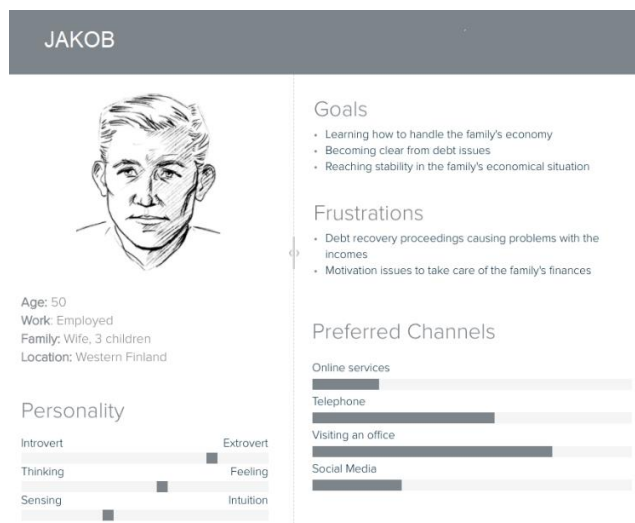 JAKOB
Age: 50
Work: Employed
Family: Wife, 3 children
Location: Western Finland
Personality
Introvert Extrovert
Thinking Feeling
Sensing Intuition
Goals
• Learning how to handle the family's economy
• Becoming clear from debt issues
• Reaching stability in the family's economical situation
Frustrations
• Debt recovery proceedings causing problems with the
incomes
• Motivation issues to take care of the family's finances
Preferred Channels
Online services
Telephone
Visiting an office
Social Media